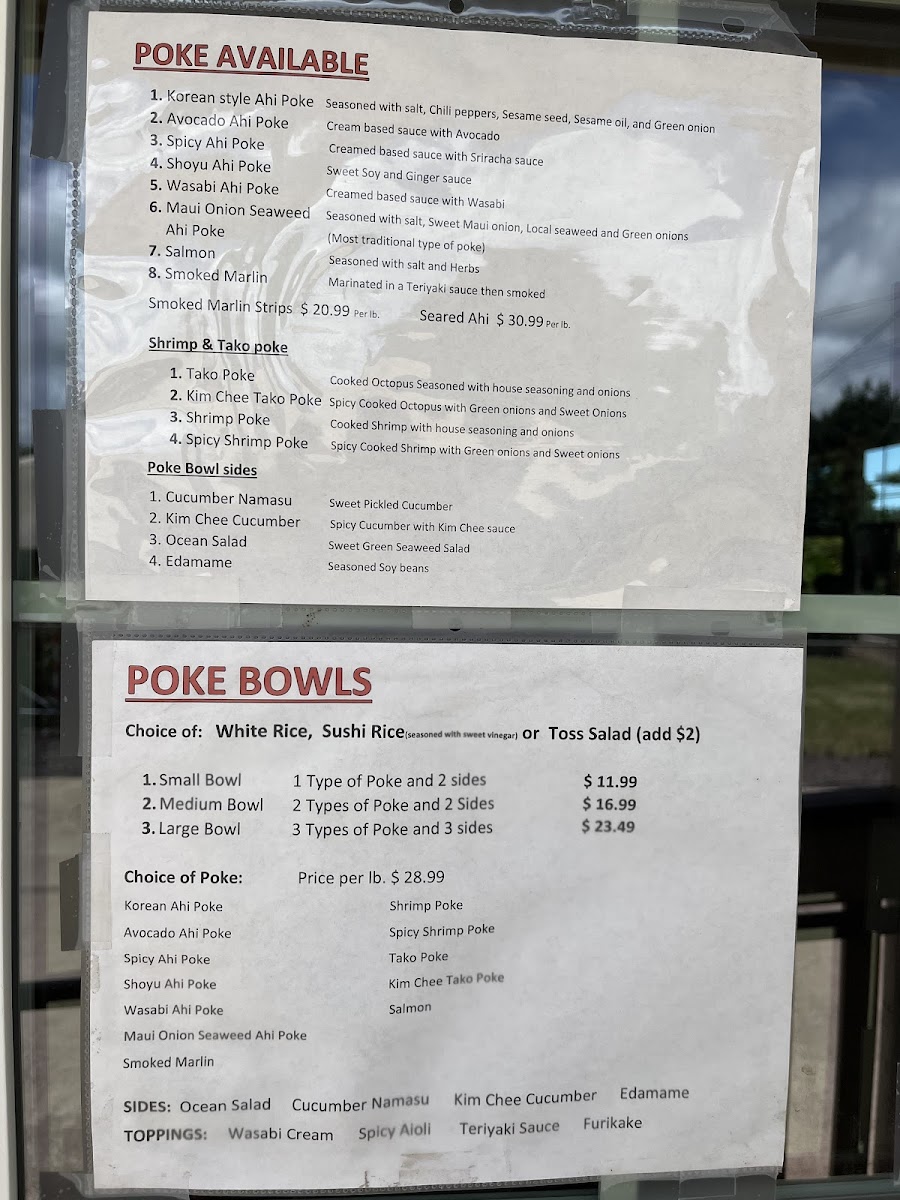 POKE AVAILABLE
1. Korean style Ahi Poke Seasoned with salt, Chili peppers, Sesame seed, Sesame oil, and Green onion
2. Avocado Ahi Poke Cream based sauce with Avocado
3. Spicy Ahi Poke Creamed based sauce with Sriracha sauce
4. Shoyu Ahi Poke Sweet Soy and Ginger sauce
5. Wasabi Ahi Poke Creamed based sauce with Wasabi
6. Maui Onion Seaweed Seasoned with salt, Sweet Maui onion, Local seaweed and Green onions
Ahi Poke (Most traditional type of poke)
7. Salmon Seasoned with salt and Herbs
8. Smoked Marlin Marinated in a Teriyaki sauce then smoked
Smoked Marlin Strips $ 20.99 Per lb. Seared Ahi $ 30.99 Per lb.
Shrimp & Tako poke
1. Tako Poke Cooked Octopus Seasoned with house seasoning and onions
2. Kim Chee Tako Poke Spicy Cooked Octopus with Green onions and Sweet Onions
3. Shrimp Poke Cooked Shrimp with house seasoning and onions
4. Spicy Shrimp Poke Spicy Cooked Shrimp with Green onions and Sweet onions
Poke Bowl sides
1. Cucumber Namasu Sweet Pickled Cucumber
2. Kim Chee Cucumber Spicy Cucumber with Kim Chee sauce
3. Ocean Salad Sweet Green Seaweed Salad
4. Edamame Seasoned Soy beans
POKE BOWLS
Choice of: White Rice, Sushi Rice(seasoned with sweet vinegar) or Toss Salad (add $2)
1. Small Bowl 1 Type of Poke and 2 sides $ 11.99
2. Medium Bowl 2 Types of Poke and 2 Sides $ 16.99
3. Large Bowl 3 Types of Poke and 3 sides $ 23.49
Choice of Poke: Price per lb. $ 28.99
Korean Ahi Poke Shrimp Poke
Avocado Ahi Poke Spicy Shrimp Poke
Spicy Ahi Poke Tako Poke
Shoyu Ahi Poke Kim Chee Tako Poke
Wasabi Ahi Poke Salmon
Maui Onion Seaweed Ahi Poke
Smoked Marlin
SIDES: Ocean Salad Cucumber Namasu Kim Chee Cucumber Edamame
TOPPINGS: Wasabi Cream Spicy Aioli Teriyaki Sauce Furikake